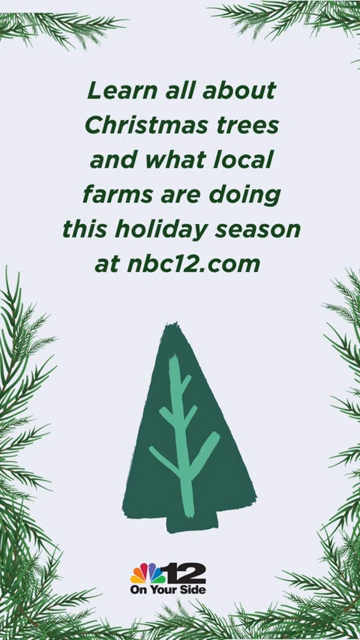 Learn all about
Christmas trees
and what local
farms are doing
this holiday season
at nbc12.com
12
On Your Side